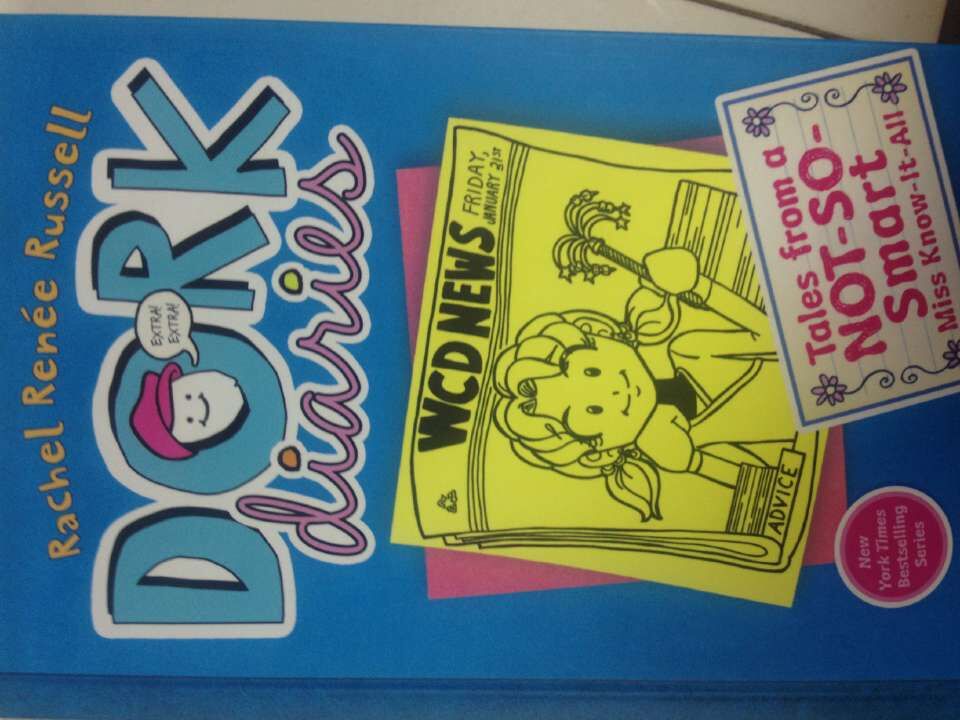 Rachel Renée Russell
DORK
EXTRA!
EXTRA!
diaries
WCD NEWS
FRIDAY,
JANUARY 31ST
ADVICE
Tales from a
NOT-SO-
Smart
Miss Know-It-All
New
York Times
Bestselling
Series